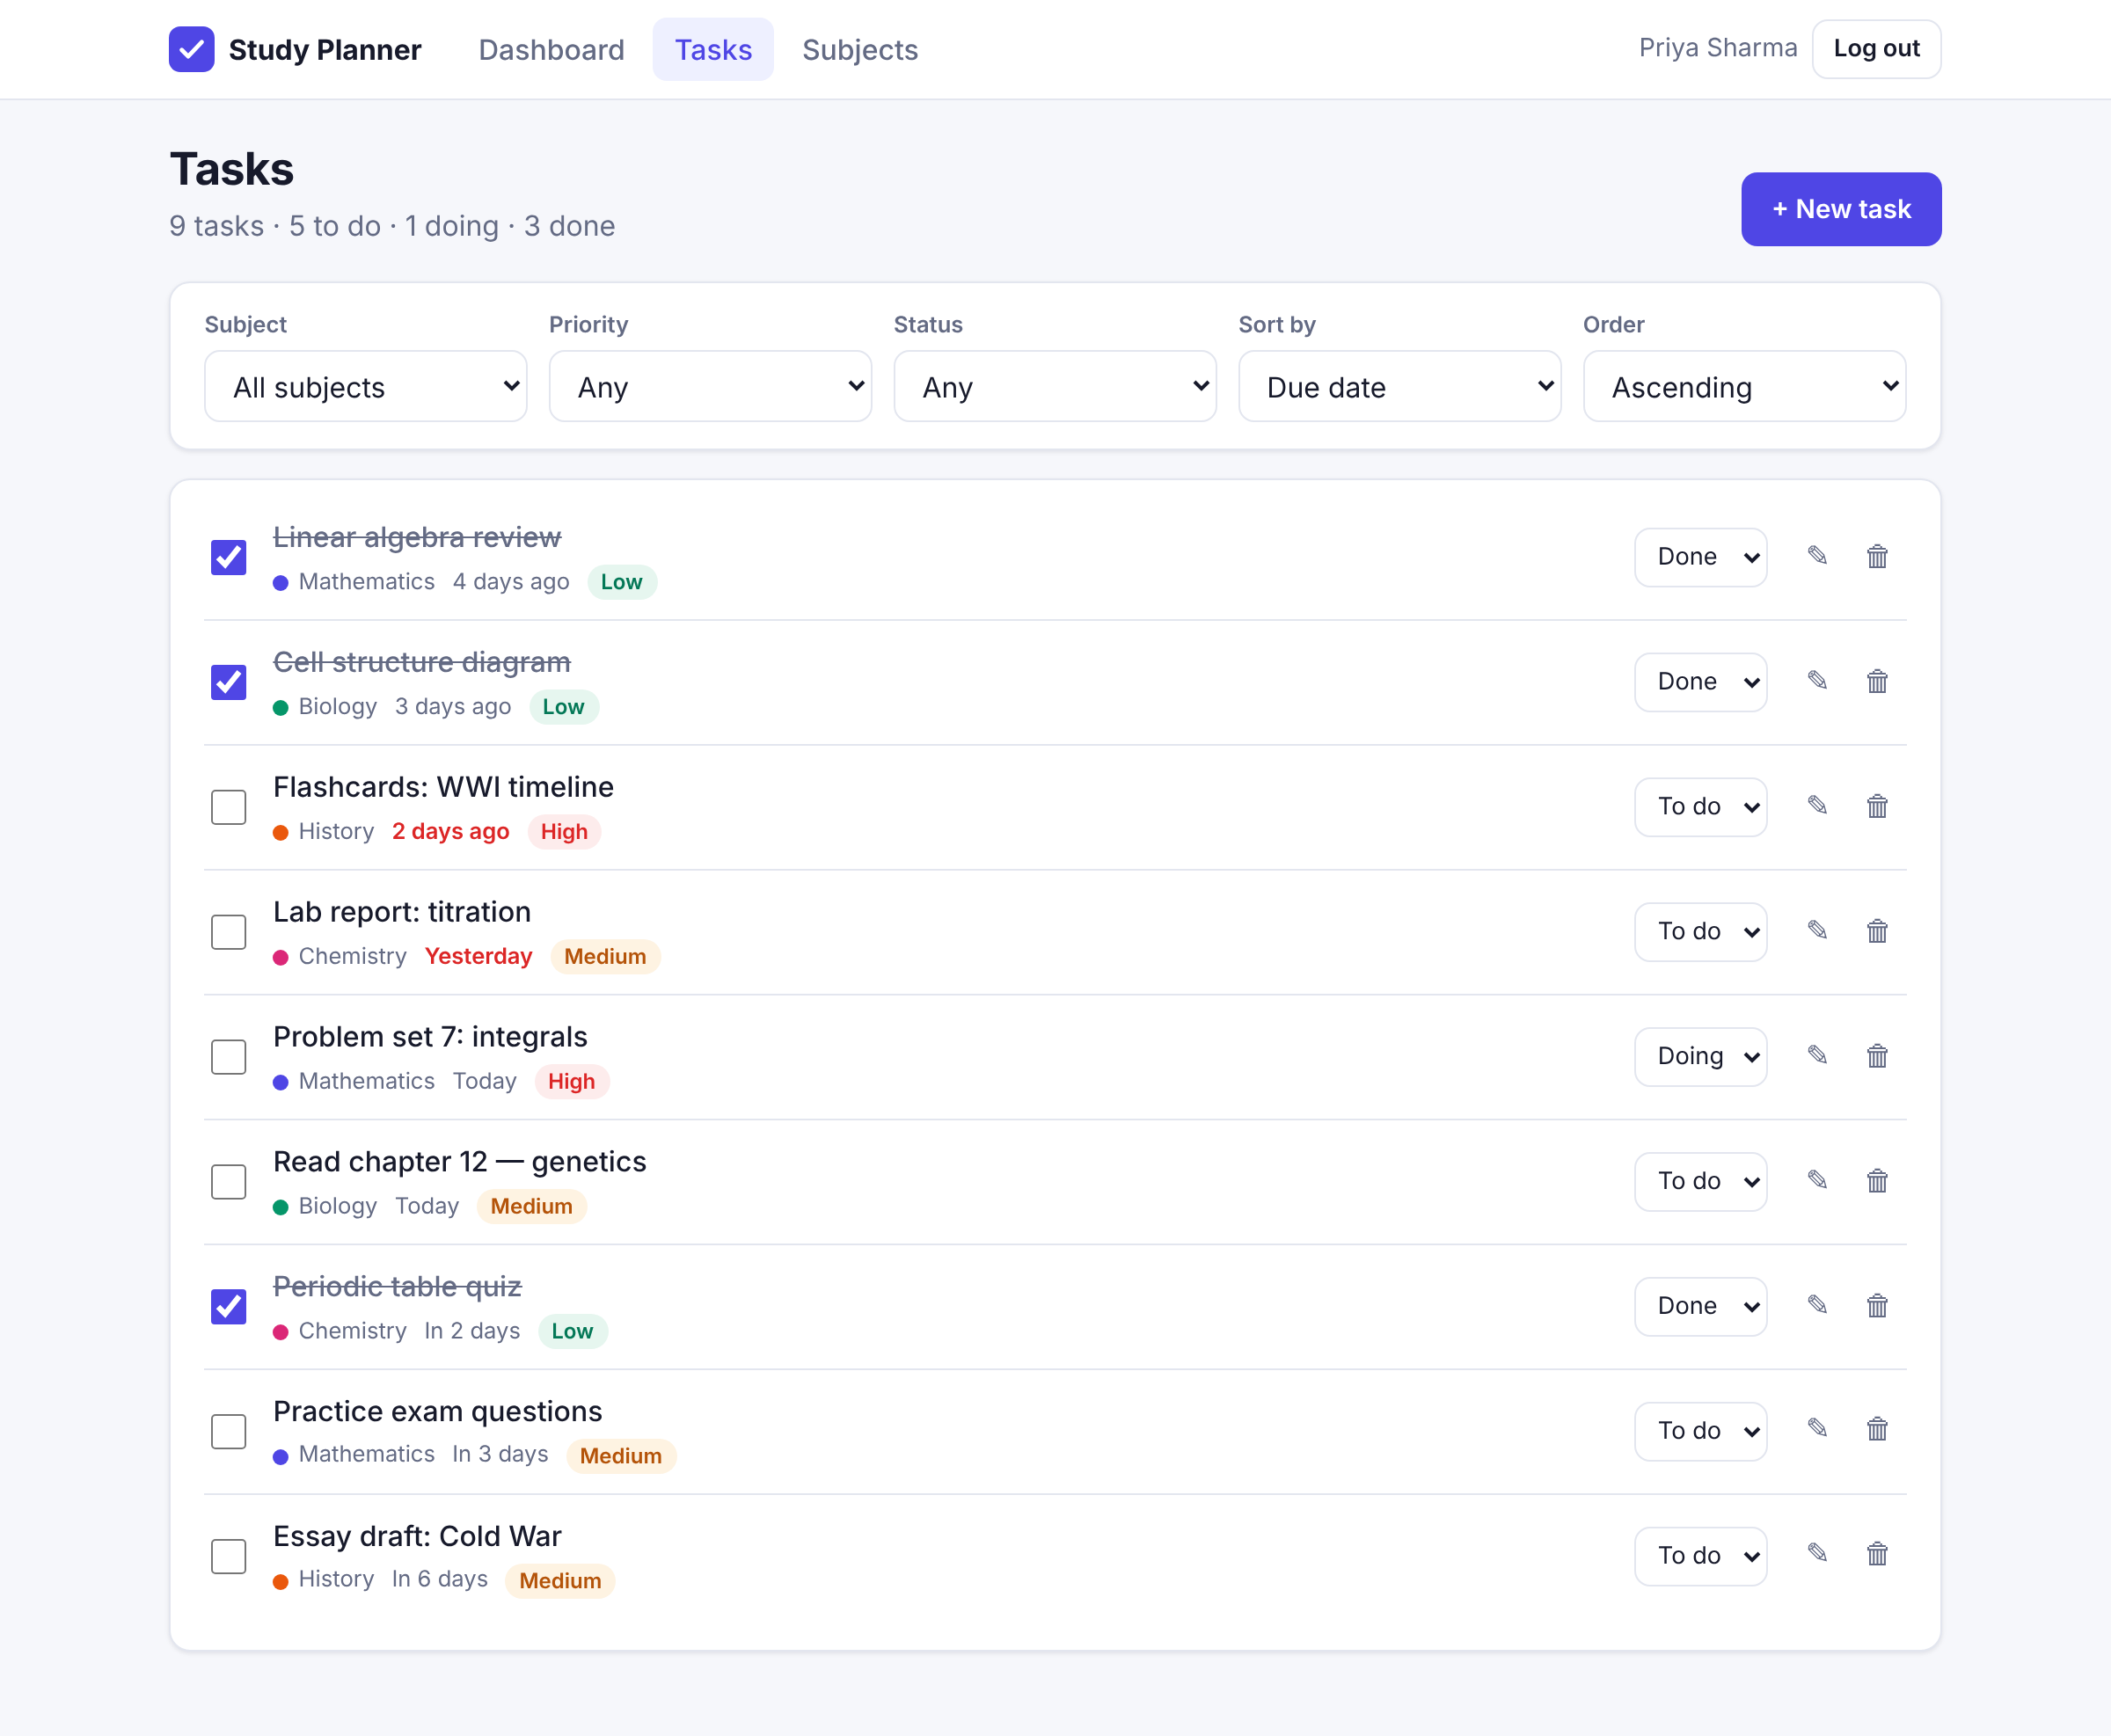 Study Planner Dashboard Tasks Subjects Priya Sharma Log out
Tasks
9 tasks · 5 to do · 1 doing · 3 done
+ New task
Subject Priority Status Sort by Order
All subjects Any Any Due date Ascending
Linear algebra review
Mathematics 4 days ago Low
Done
Cell structure diagram
Biology 3 days ago Low
Done
Flashcards: WWI timeline
History 2 days ago High
To do
Lab report: titration
Chemistry Yesterday Medium
To do
Problem set 7: integrals
Mathematics Today High
Doing
Read chapter 12 — genetics
Biology Today Medium
To do
Periodic table quiz
Chemistry In 2 days Low
Done
Practice exam questions
Mathematics In 3 days Medium
To do
Essay draft: Cold War
History In 6 days Medium
To do